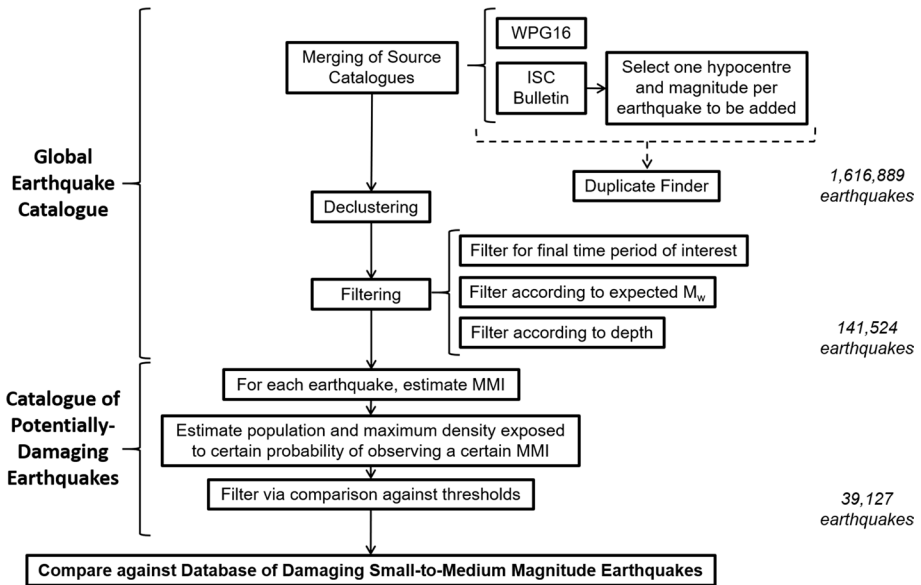 Global
Earthquake
Catalogue
Merging of Source
Catalogues
WPG16
ISC
Bulletin
Select one hypocentre
and magnitude per
earthquake to be added
Duplicate Finder
1,616,889
earthquakes
Declustering
Filtering
Filter for final time period of interest
Filter according to expected Mw
Filter according to depth
141,524
earthquakes
Catalogue of
Potentially-
Damaging
Earthquakes
For each earthquake, estimate MMI
Estimate population and maximum density exposed
to certain probability of observing a certain MMI
Filter via comparison against thresholds
39,127
earthquakes
Compare against Database of Damaging Small-to-Medium Magnitude Earthquakes